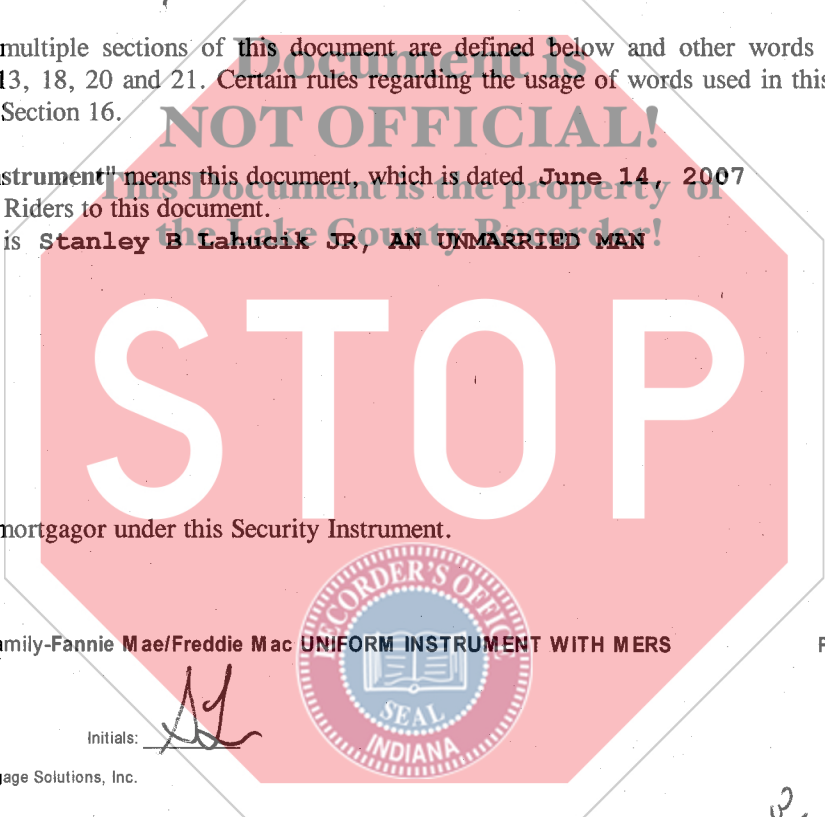 multiple sections of this document are defined below and other words
Document is
13, 18, 20 and 21. Certain rules regarding the usage of words used in this
Section 16.
NOT OFFICIAL!
strument" means this document, which is dated June 14, 2007
This Document is the property of
Riders to this document.
the Lake County Recorder!
is Stanley B Lahucik JR, AN UNMARRIED MAN
STOP
mortgagor under this Security Instrument.
RECORDER'S OFFICE
amily-Fannie Mae/Freddie Mac UNIFORM INSTRUMENT WITH MERS
SEAL
INDIANA
Initials: SL
gage Solutions, Inc.